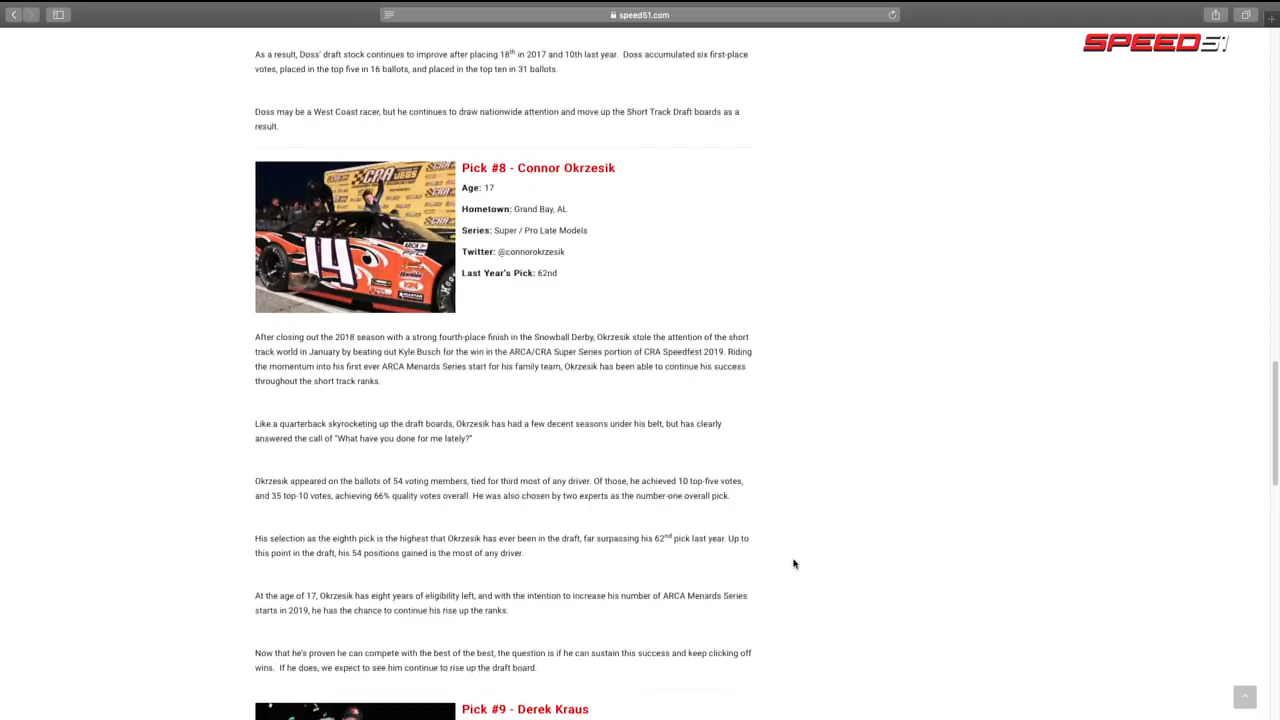 speed51.com
SPEED51
As a result, Doss' draft stock continues to improve after placing 18th in 2017 and 10th last year.  Doss accumulated six first-place
votes, placed in the top five in 16 ballots, and placed in the top ten in 31 ballots.
Doss may be a West Coast racer, but he continues to draw nationwide attention and move up the Short Track Draft boards as a
result.
Pick #8 - Connor Okrzesik
Age: 17
Hometown: Grand Bay, AL
Series: Super / Pro Late Models
Twitter: @connorokrzesik
Last Year's Pick: 62nd
CRA
JEGS
14
ARCA
After closing out the 2018 season with a strong fourth-place finish in the Snowball Derby, Okrzesik stole the attention of the short
track world in January by beating out Kyle Busch for the win in the ARCA/CRA Super Series portion of CRA Speedfest 2019. Riding
the momentum into his first ever ARCA Menards Series start for his family team, Okrzesik has been able to continue his success
throughout the short track ranks.
Like a quarterback skyrocketing up the draft boards, Okrzesik has had a few decent seasons under his belt, but has clearly
answered the call of "What have you done for me lately?"
Okrzesik appeared on the ballots of 54 voting members, tied for third most of any driver. Of those, he achieved 10 top-five votes,
and 35 top-10 votes, achieving 66% quality votes overall. He was also chosen by two experts as the number-one overall pick.
His selection as the eighth pick is the highest that Okrzesik has ever been in the draft, far surpassing his 62nd pick last year. Up to
this point in the draft, his 54 positions gained is the most of any driver.
At the age of 17, Okrzesik has eight years of eligibility left, and with the intention to increase his number of ARCA Menards Series
starts in 2019, he has the chance to continue his rise up the ranks.
Now that he's proven he can compete with the best of the best, the question is if he can sustain this success and keep clicking off
wins.  If he does, we expect to see him continue to rise up the draft board.
Pick #9 - Derek Kraus